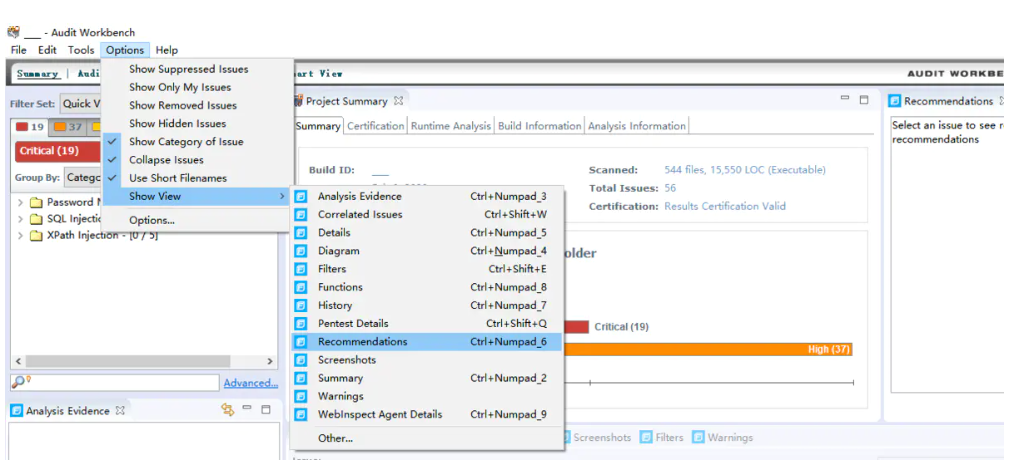 ___ - Audit Workbench
File Edit Tools Options Help
Summary | Audi
ort View
AUDIT WORKBE
Show Suppressed Issues
Show Only My Issues
Show Removed Issues
Show Hidden Issues
Show Category of Issue
Collapse Issues
Use Short Filenames
Show View
Options...
Filter Set: Quick V
19 37
Critical (19)
Group By: Categc
Password M
SQL Injectic
XPath Injection - [0 / 5]
Advanced...
Analysis Evidence
Project Summary
Summary Certification Runtime Analysis Build Information Analysis Information
Build ID: ___
Scanned: 544 files, 15,550 LOC (Executable)
Total Issues: 56
Certification: Results Certification Valid
older
Critical (19)
High (37)
Analysis Evidence Ctrl+Numpad_3
Correlated Issues Ctrl+Shift+W
Details Ctrl+Numpad_5
Diagram Ctrl+Numpad_4
Filters Ctrl+Shift+E
Functions Ctrl+Numpad_8
History Ctrl+Numpad_7
Pentest Details Ctrl+Shift+Q
Recommendations Ctrl+Numpad_6
Screenshots
Summary Ctrl+Numpad_2
Warnings
WebInspect Agent Details Ctrl+Numpad_9
Other...
Screenshots Filters Warnings
Recommendations
Select an issue to see r
recommendations